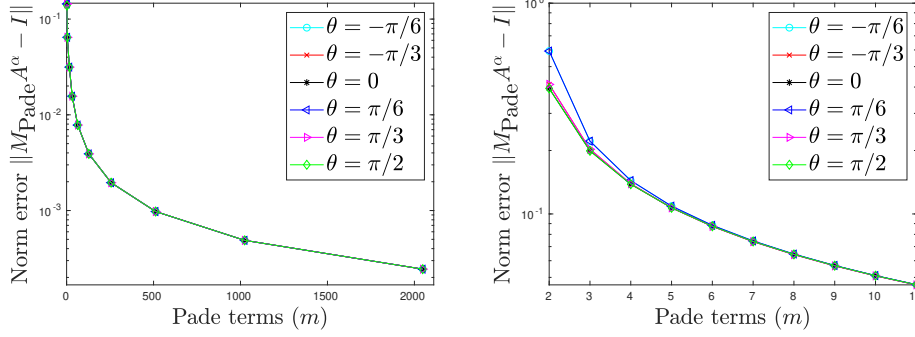 Norm error ||M_Pade A^α − I||
10^-1
10^-2
10^-3
θ = −π/6
θ = −π/3
θ = 0
θ = π/6
θ = π/3
θ = π/2
0 500 1000 1500 2000
Pade terms (m)
Norm error ||M_Pade A^α − I||
10^0
10^-1
θ = −π/6
θ = −π/3
θ = 0
θ = π/6
θ = π/3
θ = π/2
2 3 4 5 6 7 8 9 10 11
Pade terms (m)